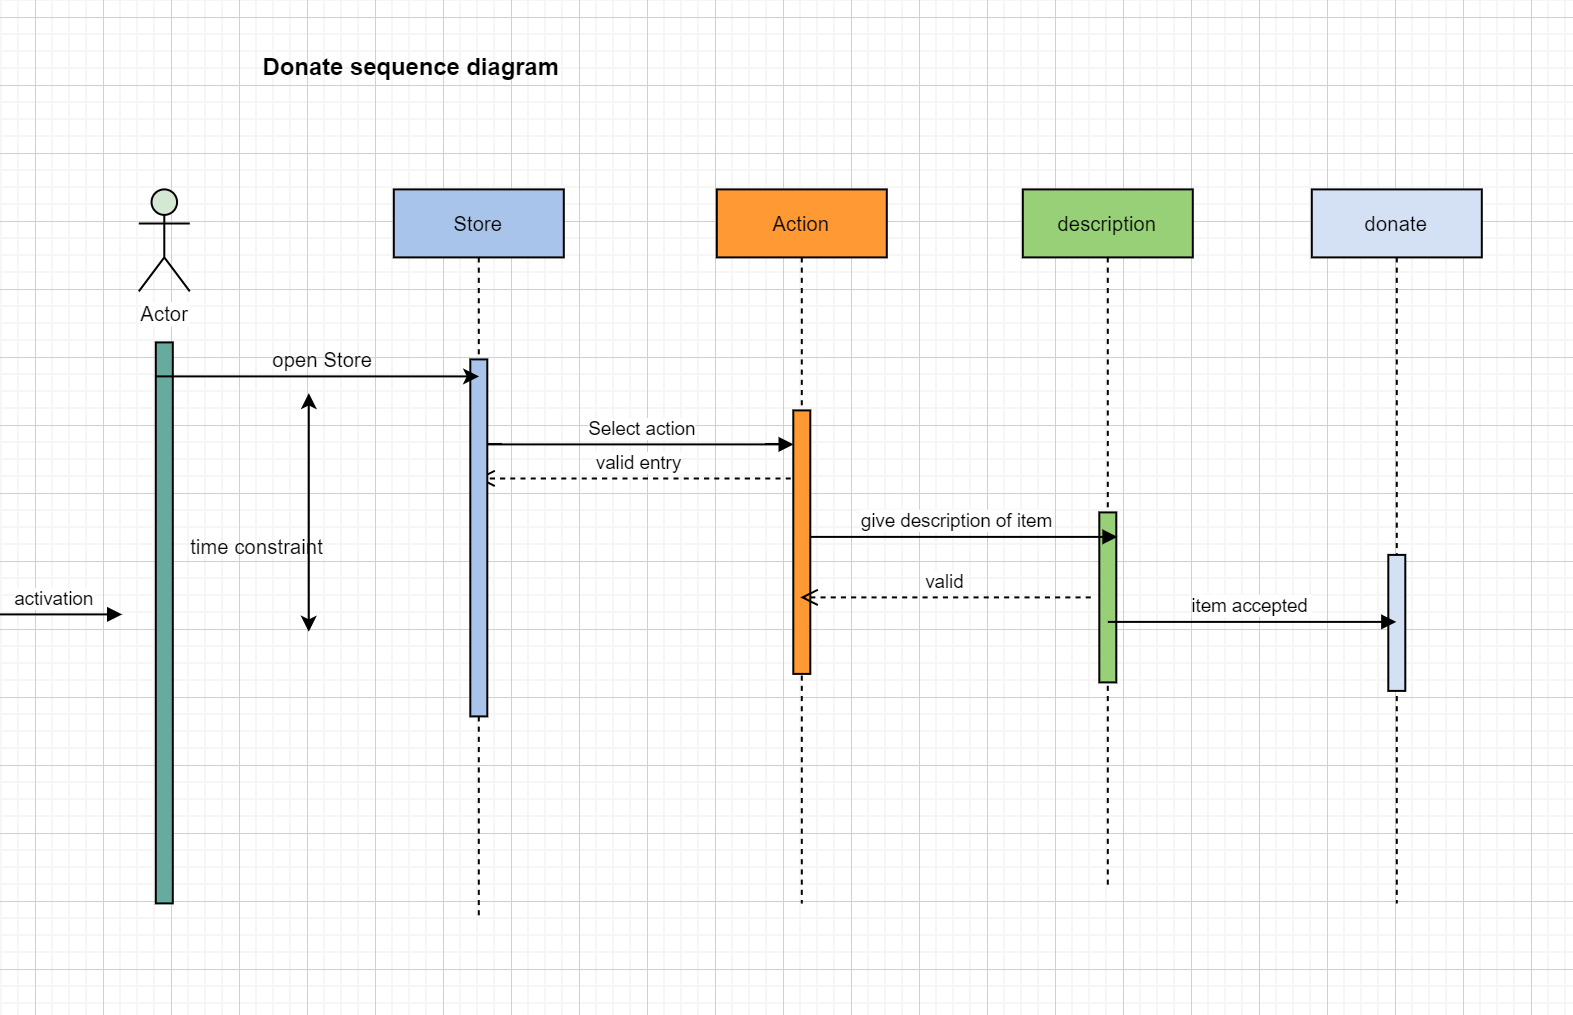 Donate sequence diagram
Store
Action
description
donate
Actor
open Store
Select action
valid entry
give description of item
time constraint
valid
activation
item accepted